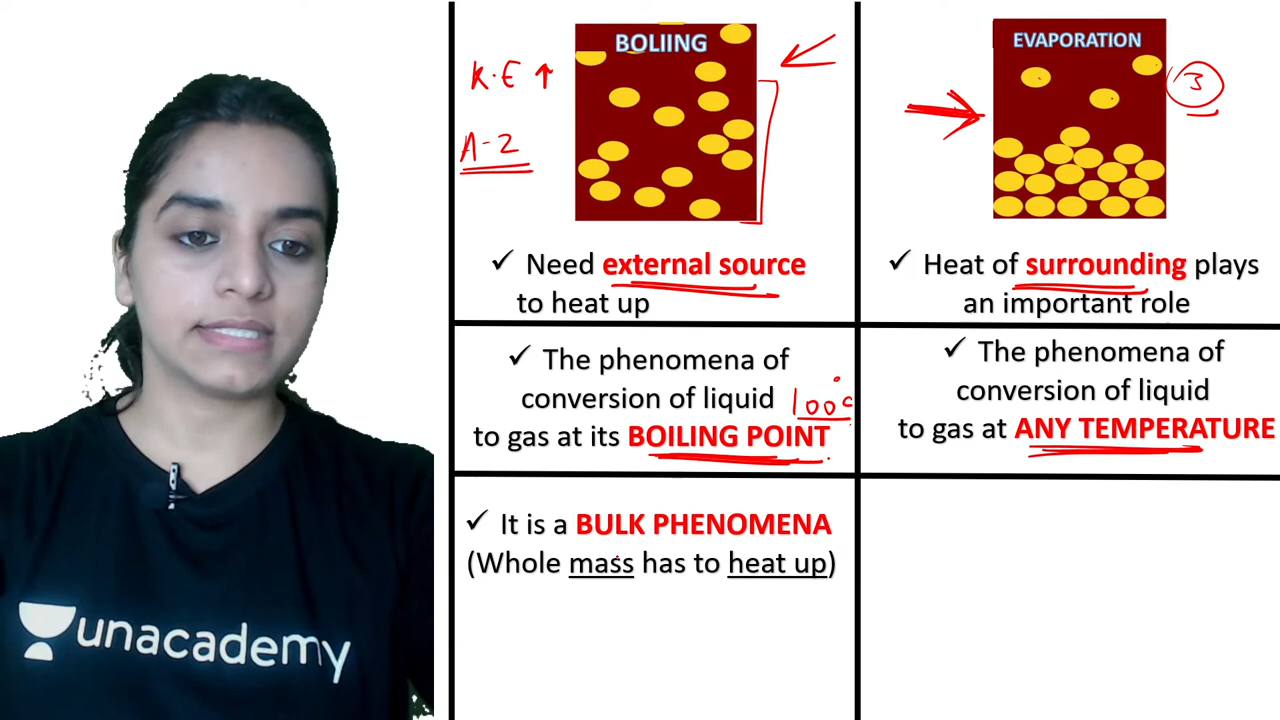 BOLIING
EVAPORATION
K.E ↑
A-2
3
✓ Need external source
to heat up
✓ Heat of surrounding plays
an important role
✓ The phenomena of
conversion of liquid
100°C
to gas at its BOILING POINT
✓ The phenomena of
conversion of liquid
to gas at ANY TEMPERATURE
✓ It is a BULK PHENOMENA
(Whole mass has to heat up)
unacademy